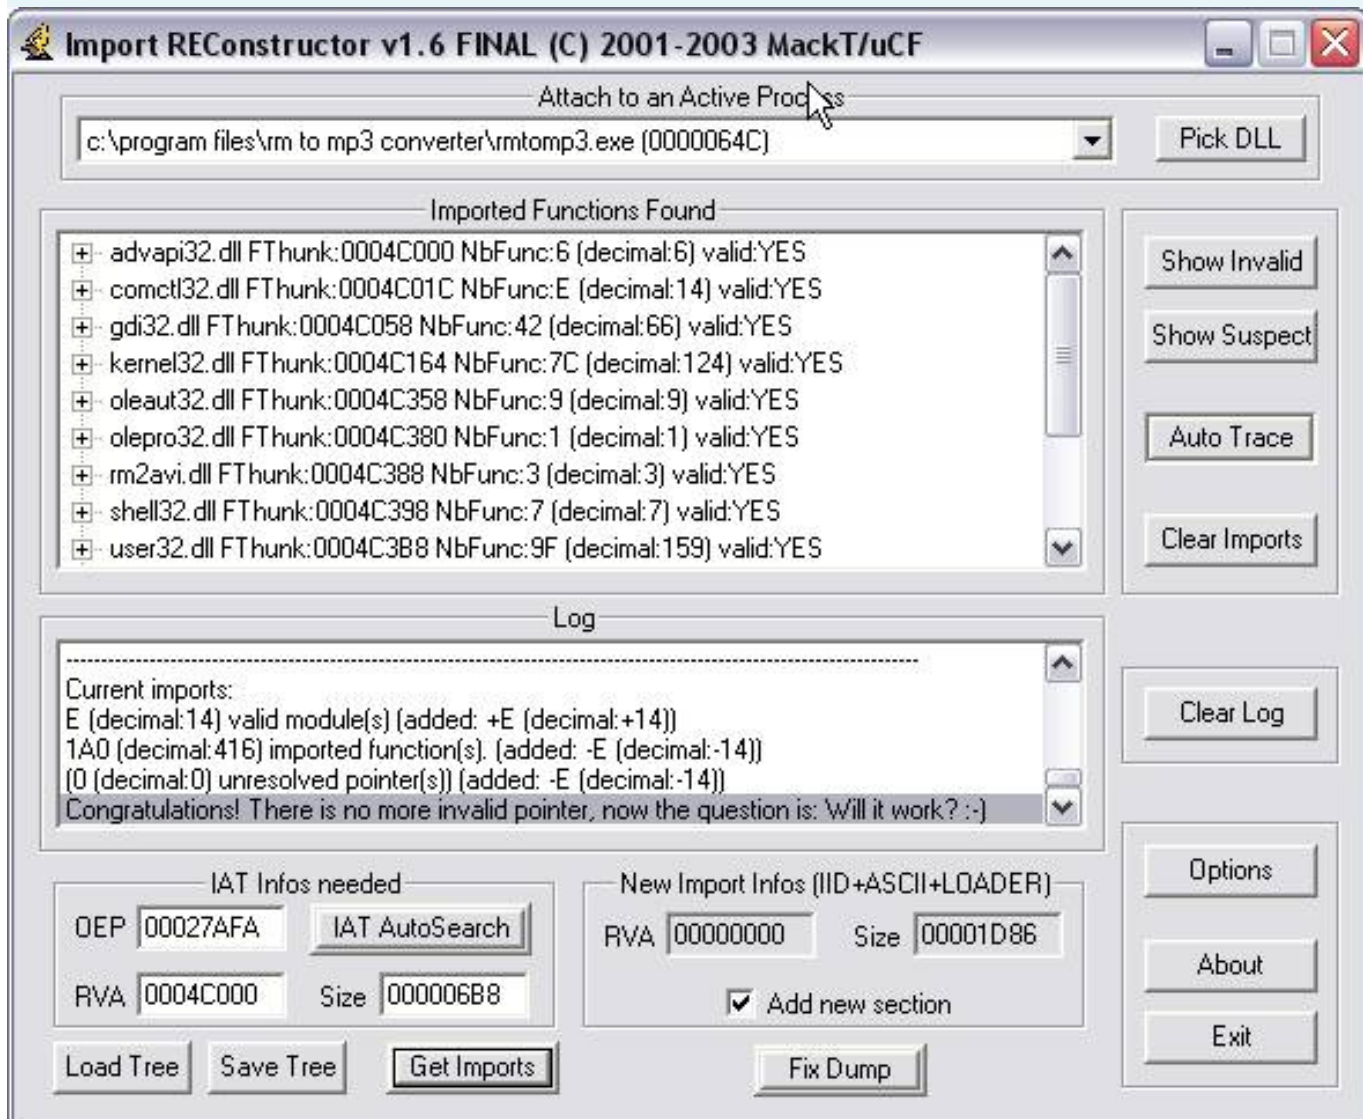 Import REConstructor v1.6 FINAL (C) 2001-2003 MackT/uCF
Attach to an Active Process
c:\program files\rm to mp3 converter\rmtomp3.exe (0000064C)
Pick DLL
Imported Functions Found
advapi32.dll FThunk:0004C000 NbFunc:6 (decimal:6) valid:YES
comctl32.dll FThunk:0004C01C NbFunc:E (decimal:14) valid:YES
gdi32.dll FThunk:0004C058 NbFunc:42 (decimal:66) valid:YES
kernel32.dll FThunk:0004C164 NbFunc:7C (decimal:124) valid:YES
oleaut32.dll FThunk:0004C358 NbFunc:9 (decimal:9) valid:YES
olepro32.dll FThunk:0004C380 NbFunc:1 (decimal:1) valid:YES
rm2avi.dll FThunk:0004C388 NbFunc:3 (decimal:3) valid:YES
shell32.dll FThunk:0004C398 NbFunc:7 (decimal:7) valid:YES
user32.dll FThunk:0004C3B8 NbFunc:9F (decimal:159) valid:YES
Show Invalid
Show Suspect
Auto Trace
Clear Imports
Log
---------------------------------------------------------------------------------------------------------
Current imports:
E (decimal:14) valid module(s) (added: +E (decimal:+14))
1A0 (decimal:416) imported function(s). (added: -E (decimal:-14))
(0 (decimal:0) unresolved pointer(s)) (added: -E (decimal:-14))
Congratulations! There is no more invalid pointer, now the question is: Will it work? :-)
Clear Log
IAT Infos needed
OEP 00027AFA IAT AutoSearch
RVA 0004C000 Size 000006B8
New Import Infos (IID+ASCII+LOADER)
RVA 00000000 Size 00001D86
Add new section
Options
About
Exit
Load Tree Save Tree Get Imports Fix Dump